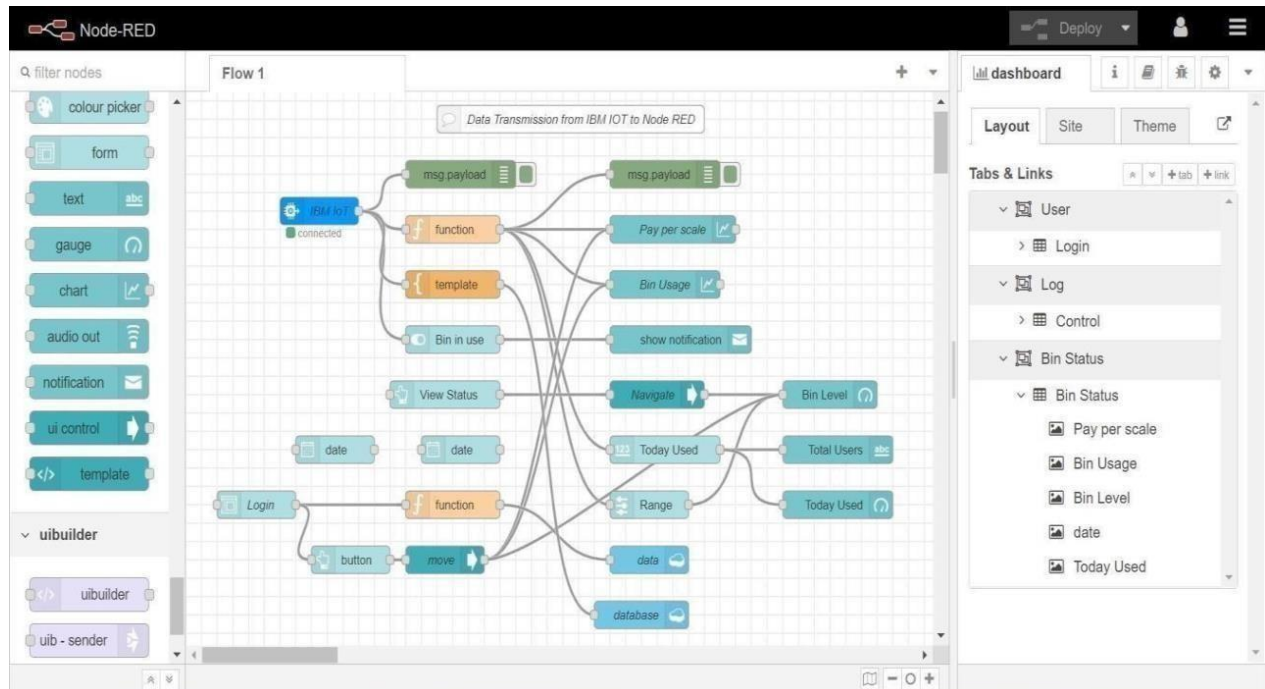 Node-RED
Deploy
filter nodes
colour picker
form
text
abc
gauge
chart
audio out
notification
ui control
template
uibuilder
uibuilder
uib - sender
Flow 1
Data Transmission from IBM IOT to Node RED
msg.payload
msg.payload
IBM IoT
connected
function
Pay per scale
template
Bin Usage
Bin in use
show notification
View Status
Navigate
Bin Level
date
date
123
Today Used
Total Users
abc
Login
function
Range
Today Used
button
move
data
database
dashboard
i
Layout
Site
Theme
Tabs & Links
+ tab
+ link
User
Login
Log
Control
Bin Status
Bin Status
Pay per scale
Bin Usage
Bin Level
date
Today Used